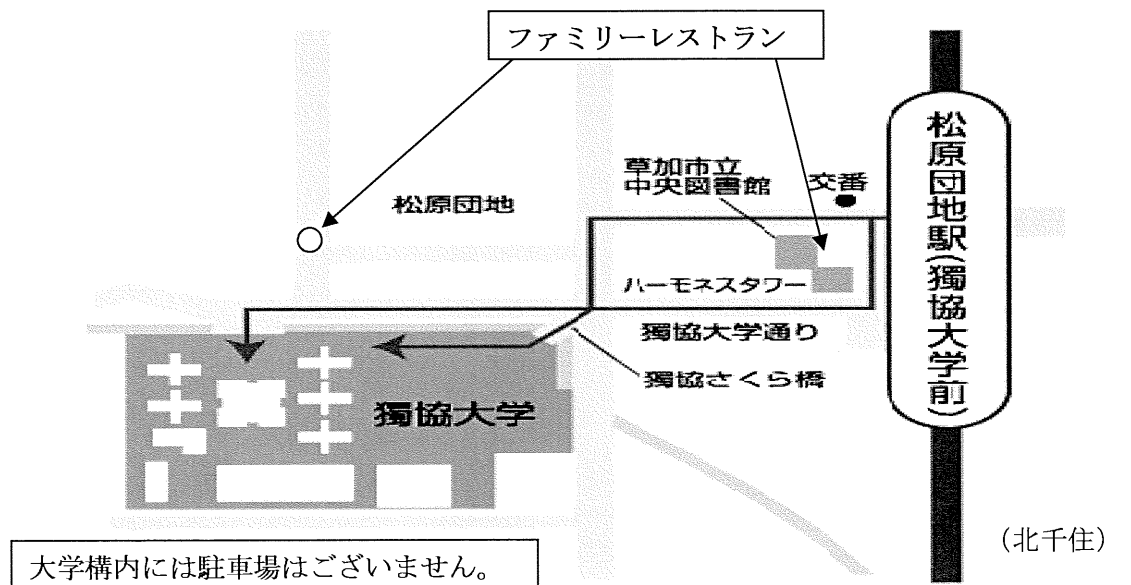 ファミリーレストラン
草加市立
中央図書館
交番
松原団地
松原団地駅(獨協大学前)
ハーモネスタワー
獨協大学通り
獨協さくら橋
獨協大学
(北千住)
大学構内には駐車場はございません。